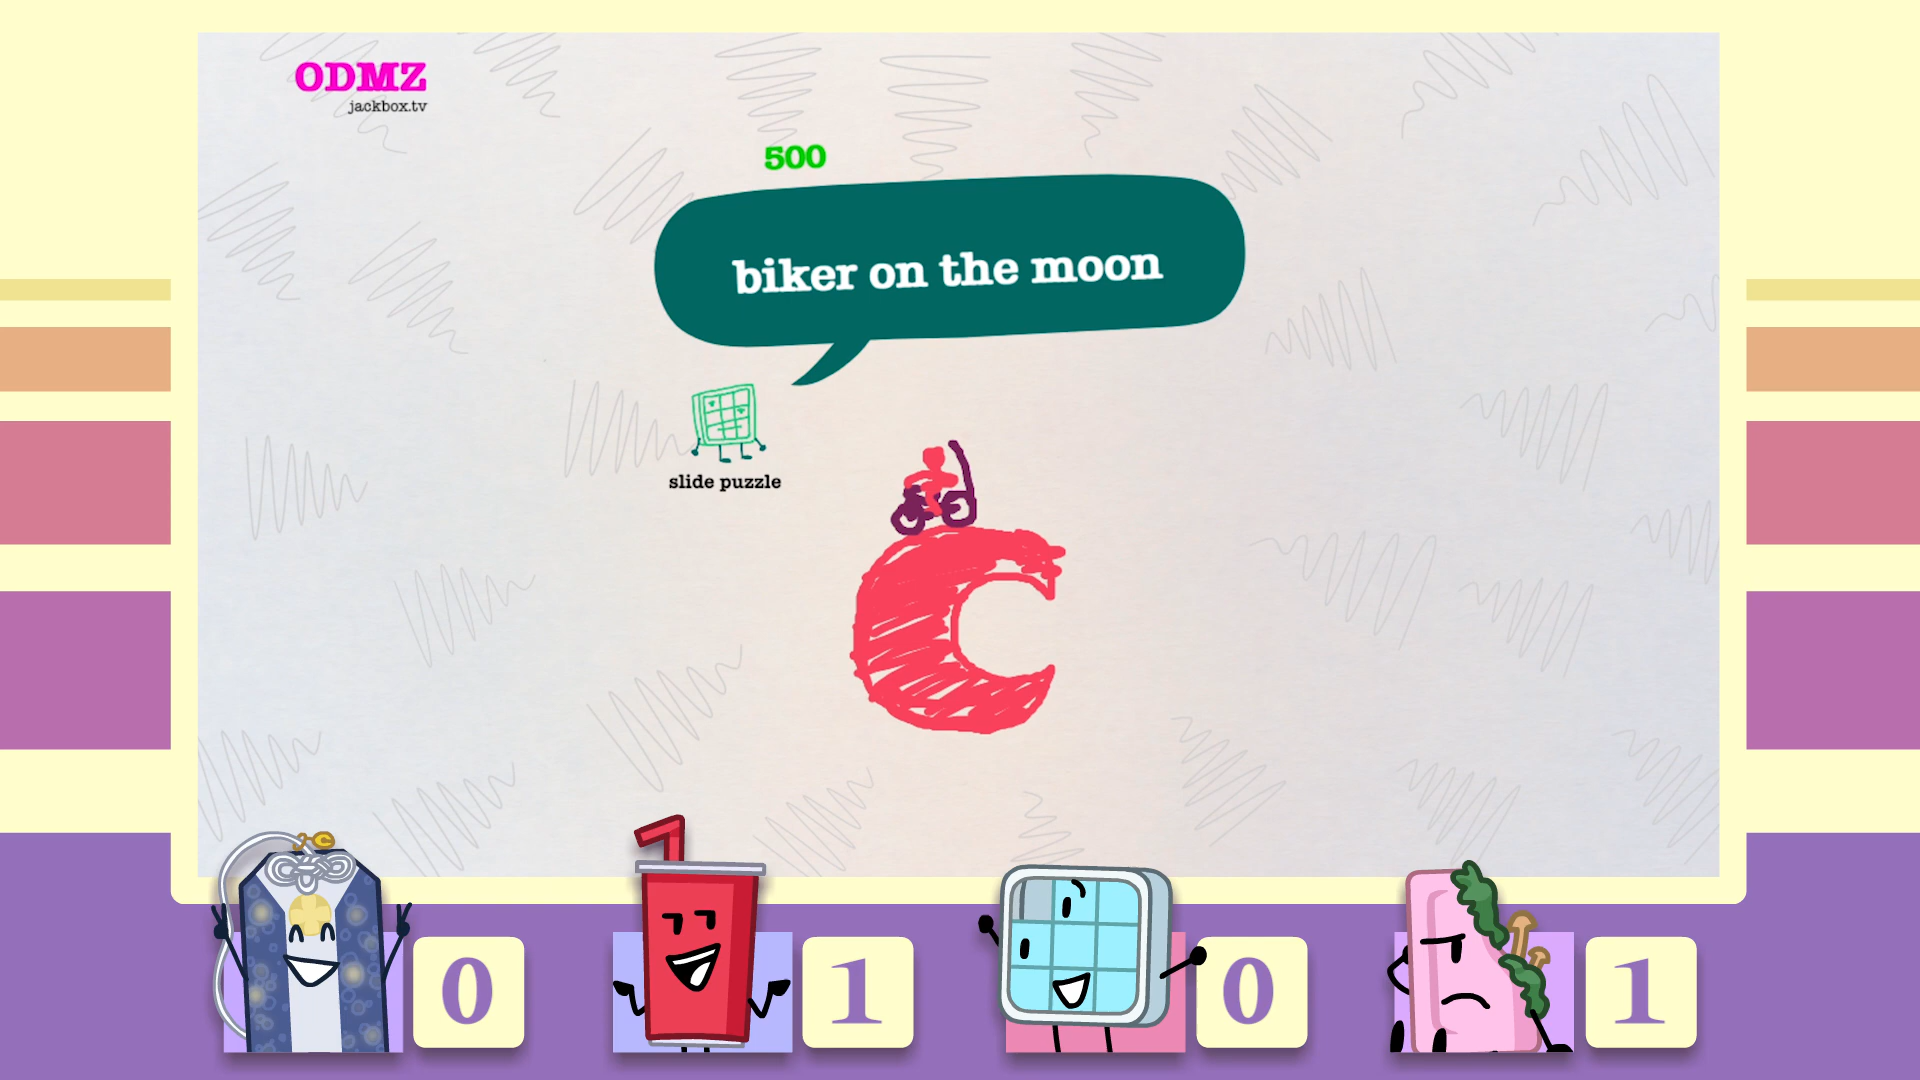 ODMZ
jackbox.tv
500
biker on the moon
slide puzzle
0
1
0
1